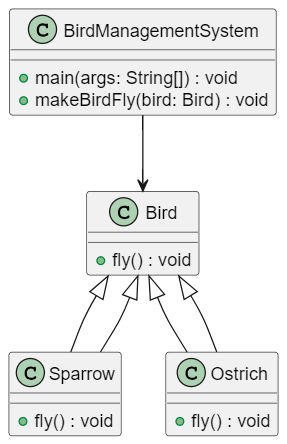 C BirdManagementSystem
main(args: String[]) : void
makeBirdFly(bird: Bird) : void
C Bird
fly() : void
C Sparrow
fly() : void
C Ostrich
fly() : void